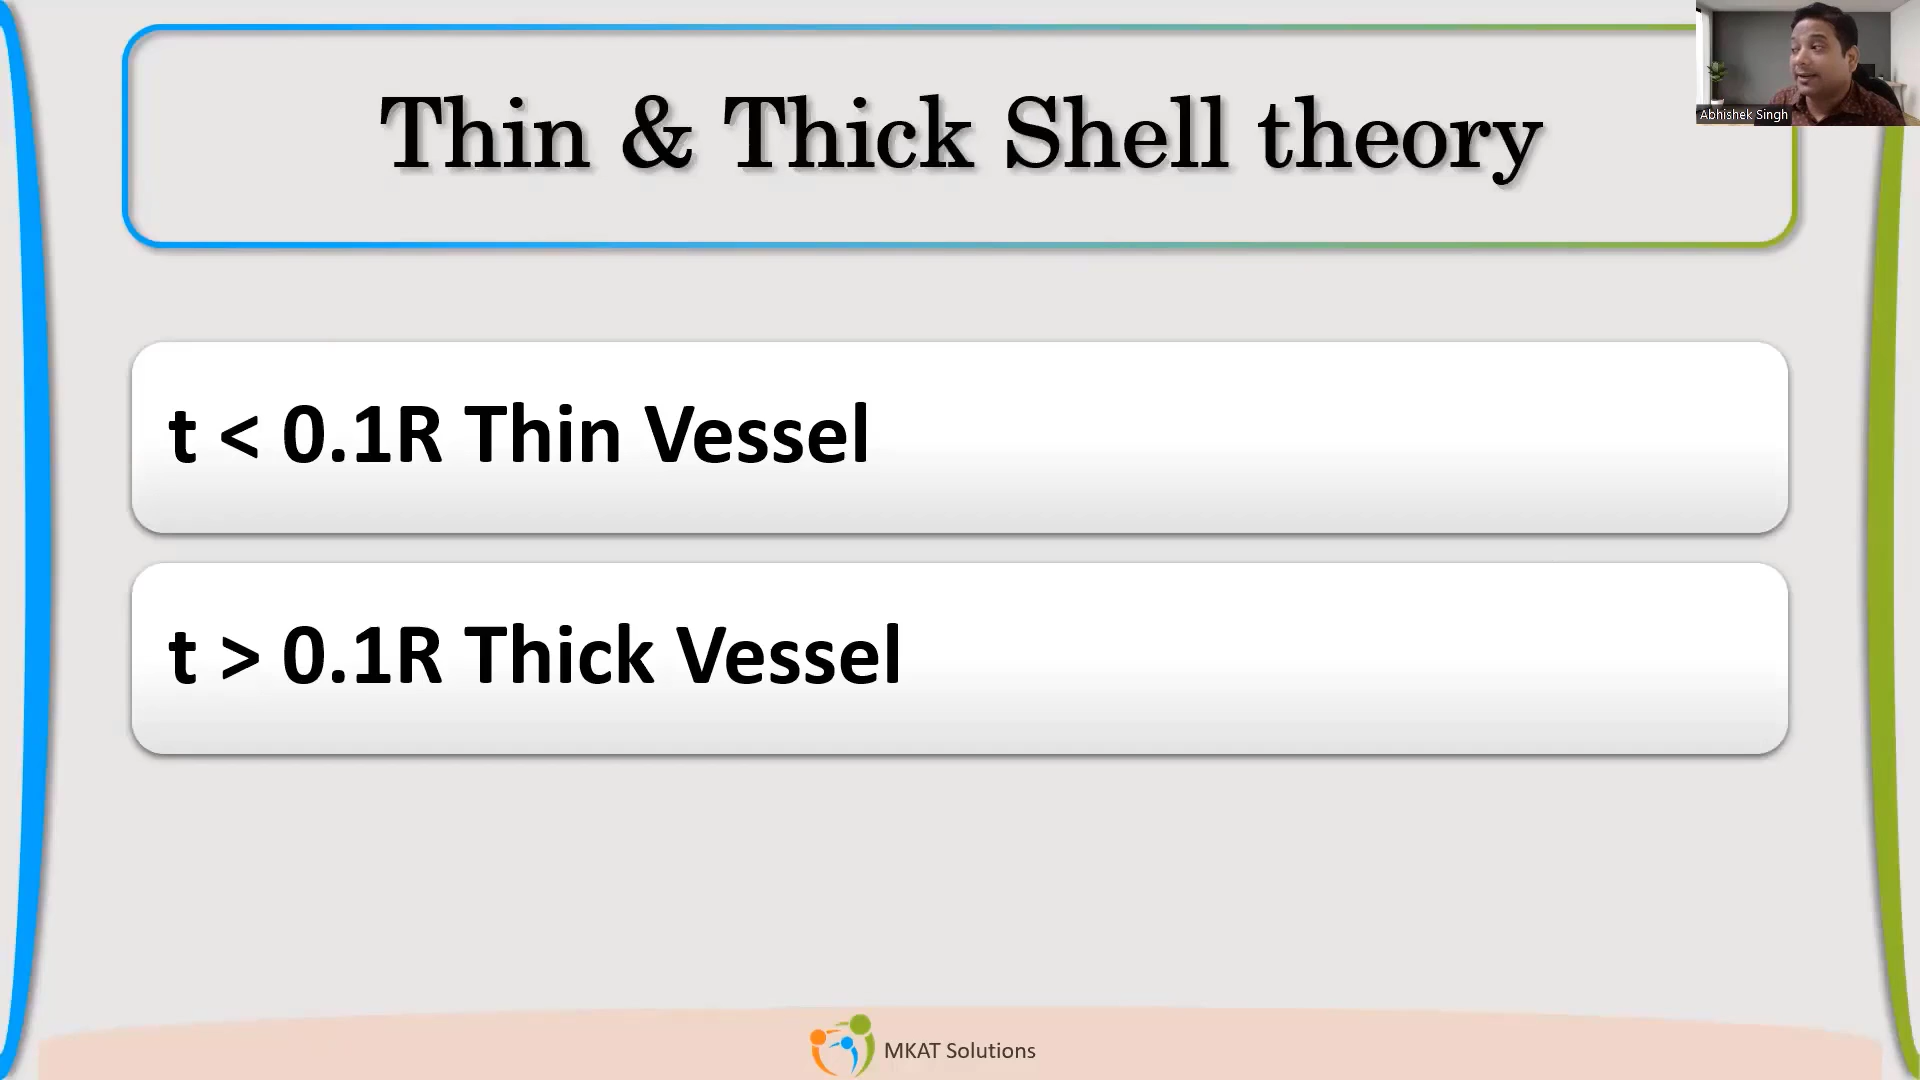 Thin & Thick Shell theory
Abhishek Singh
t < 0.1R Thin Vessel
t > 0.1R Thick Vessel
MKAT Solutions